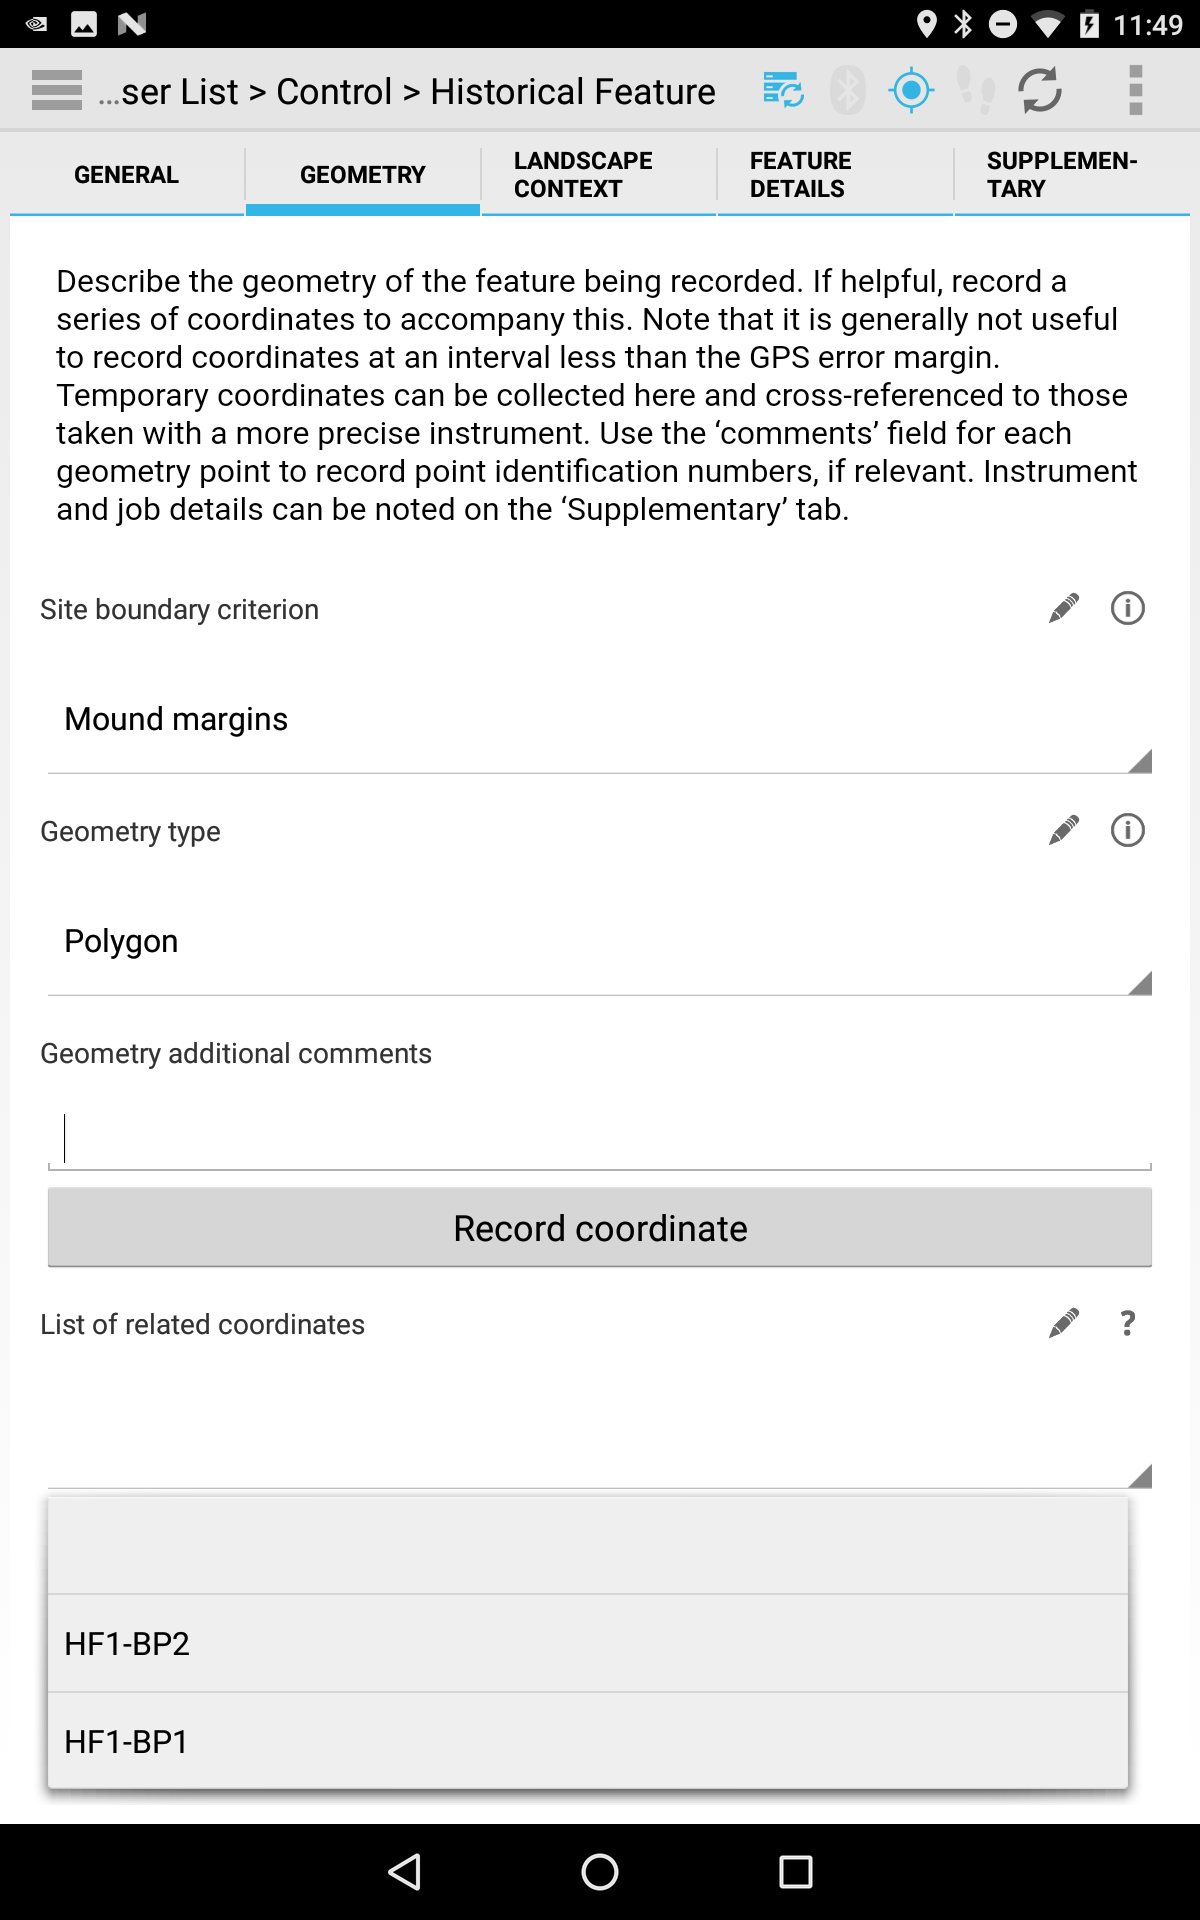 11:49
...ser List > Control > Historical Feature
GENERAL
GEOMETRY
LANDSCAPE
CONTEXT
FEATURE
DETAILS
SUPPLEMEN-
TARY
Describe the geometry of the feature being recorded. If helpful, record a
series of coordinates to accompany this. Note that it is generally not useful
to record coordinates at an interval less than the GPS error margin.
Temporary coordinates can be collected here and cross-referenced to those
taken with a more precise instrument. Use the ‘comments’ field for each
geometry point to record point identification numbers, if relevant. Instrument
and job details can be noted on the ‘Supplementary’ tab.
Site boundary criterion
Mound margins
Geometry type
Polygon
Geometry additional comments
Record coordinate
List of related coordinates
?
HF1-BP2
HF1-BP1